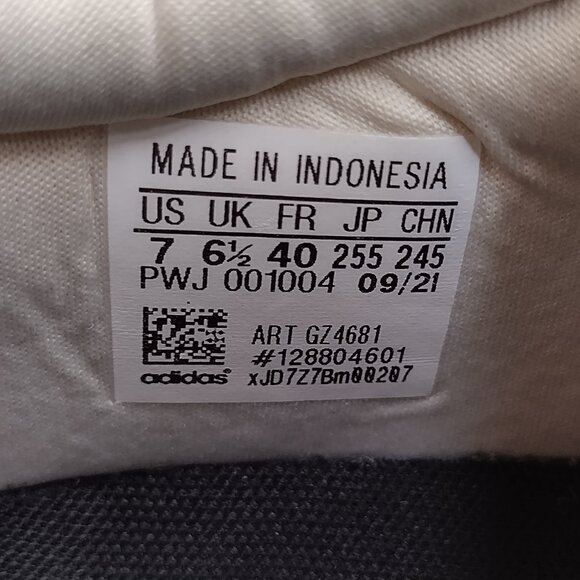 MADE IN INDONESIA
US UK FR JP CHN
7 6½ 40 255 245
PWJ 001004 09/21
ART GZ4681
#128804601
adidas® xJD7Z7Bm00207